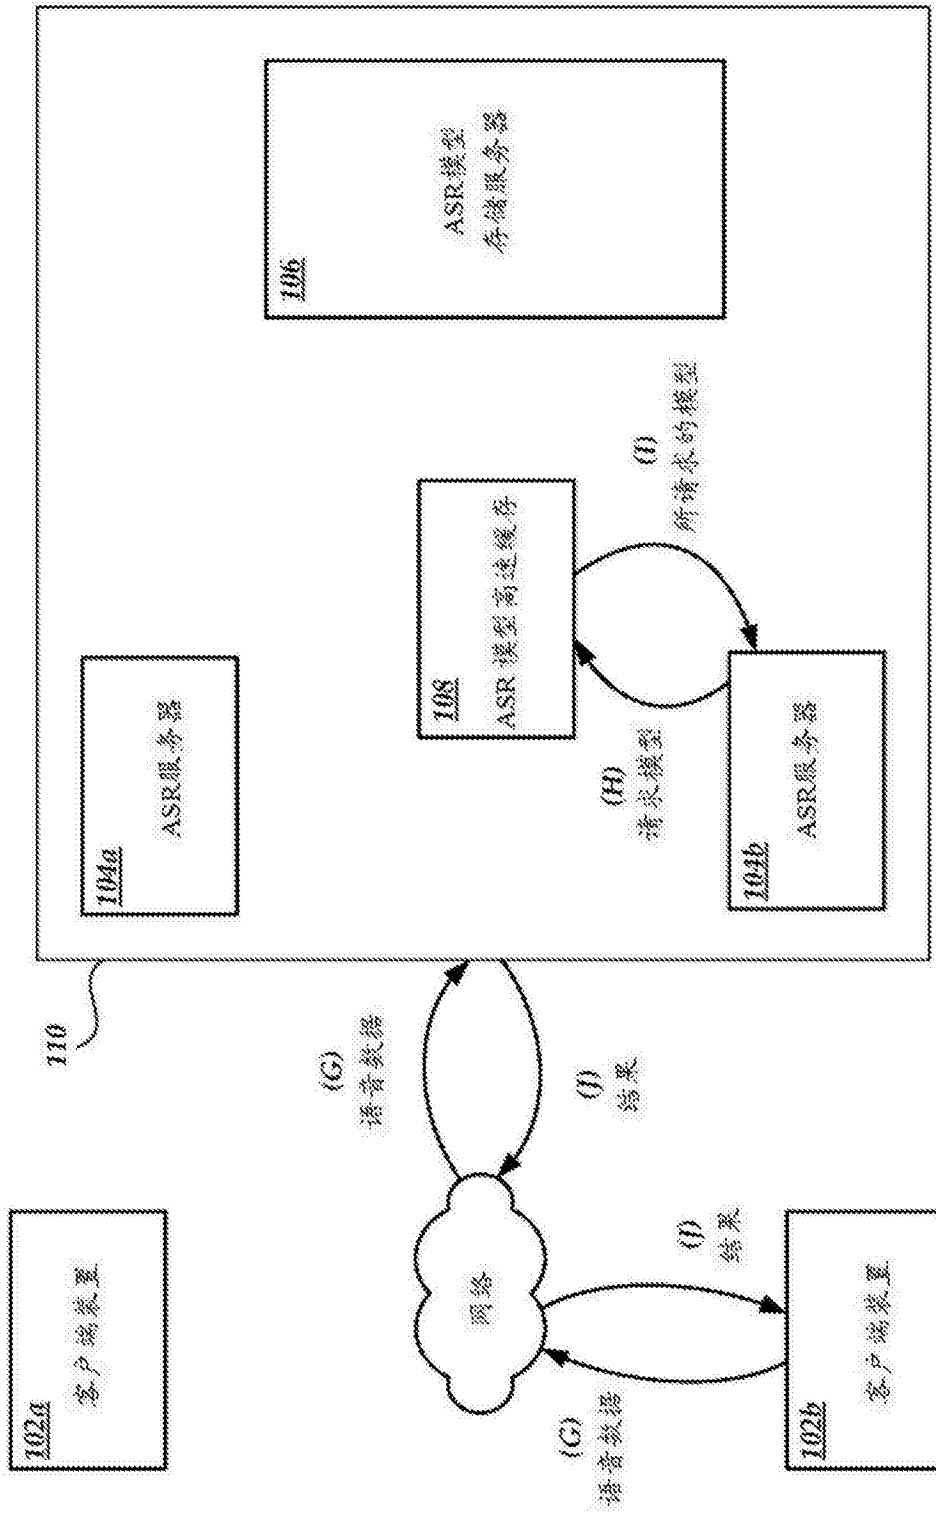 102a
客户端装置
110
104a
ASR服务器
106
ASR模型
存储服务器
(G)
语音数据
(J)
结果
网络
108
ASR 模型高速缓存
(H)
请求模型
(I)
所请求的模型
(G)
语音数据
(J)
结果
102b
客户端装置
104b
ASR服务器